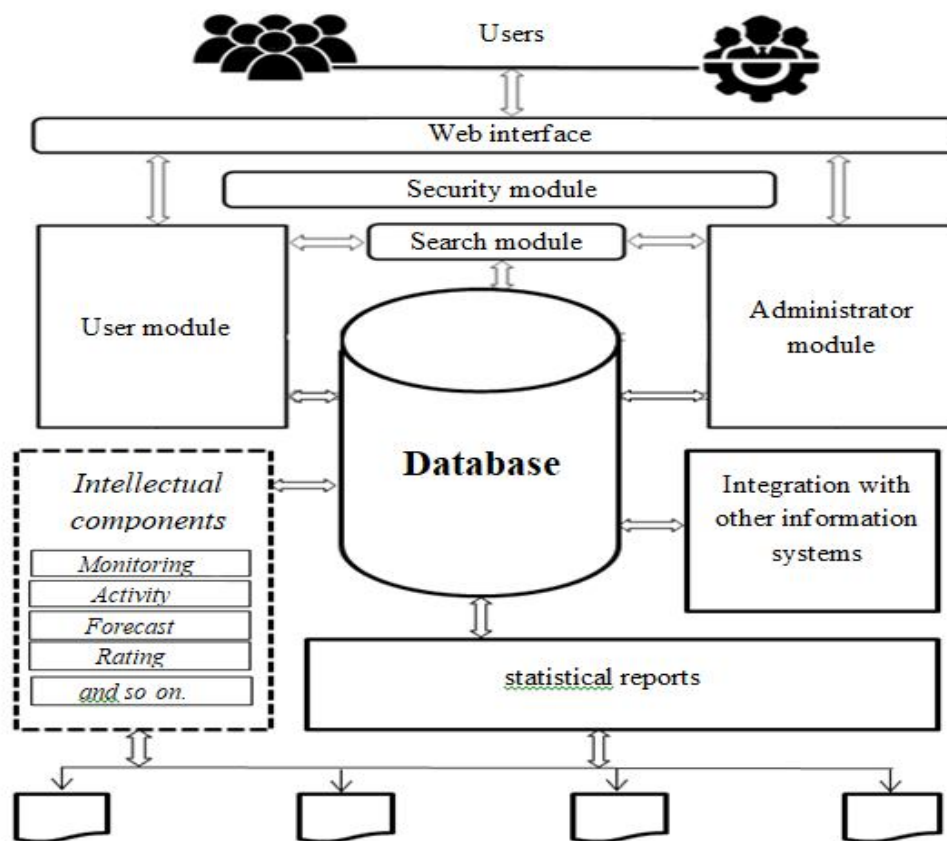 Users
Web interface
Security module
Search module
User module
Administrator
module
Database
Intellectual
components
Monitoring
Activity
Forecast
Rating
and so on.
Integration with
other information
systems
statistical reports